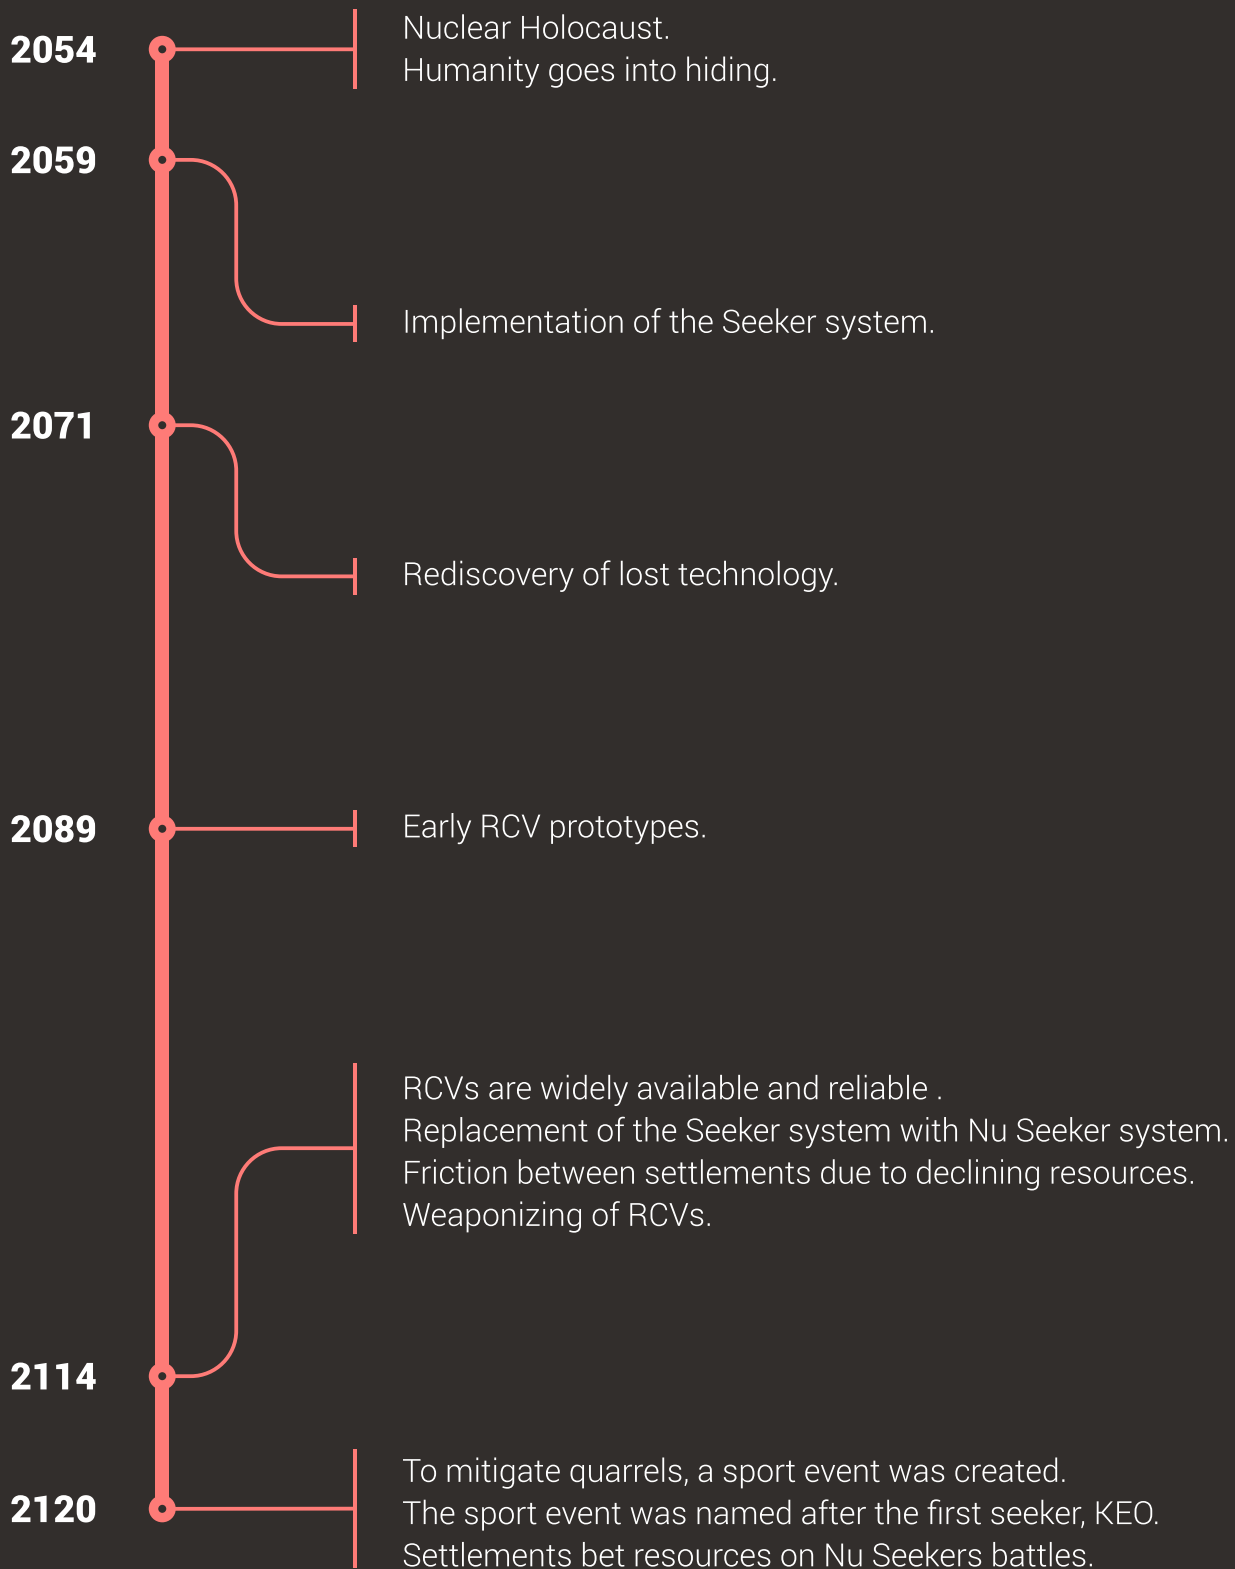 2054
Nuclear Holocaust.
Humanity goes into hiding.
2059
Implementation of the Seeker system.
2071
Rediscovery of lost technology.
2089
Early RCV prototypes.
RCVs are widely available and reliable .
Replacement of the Seeker system with Nu Seeker system.
Friction between settlements due to declining resources.
Weaponizing of RCVs.
2114
To mitigate quarrels, a sport event was created.
2120
The sport event was named after the first seeker, KEO.
Settlements bet resources on Nu Seekers battles.